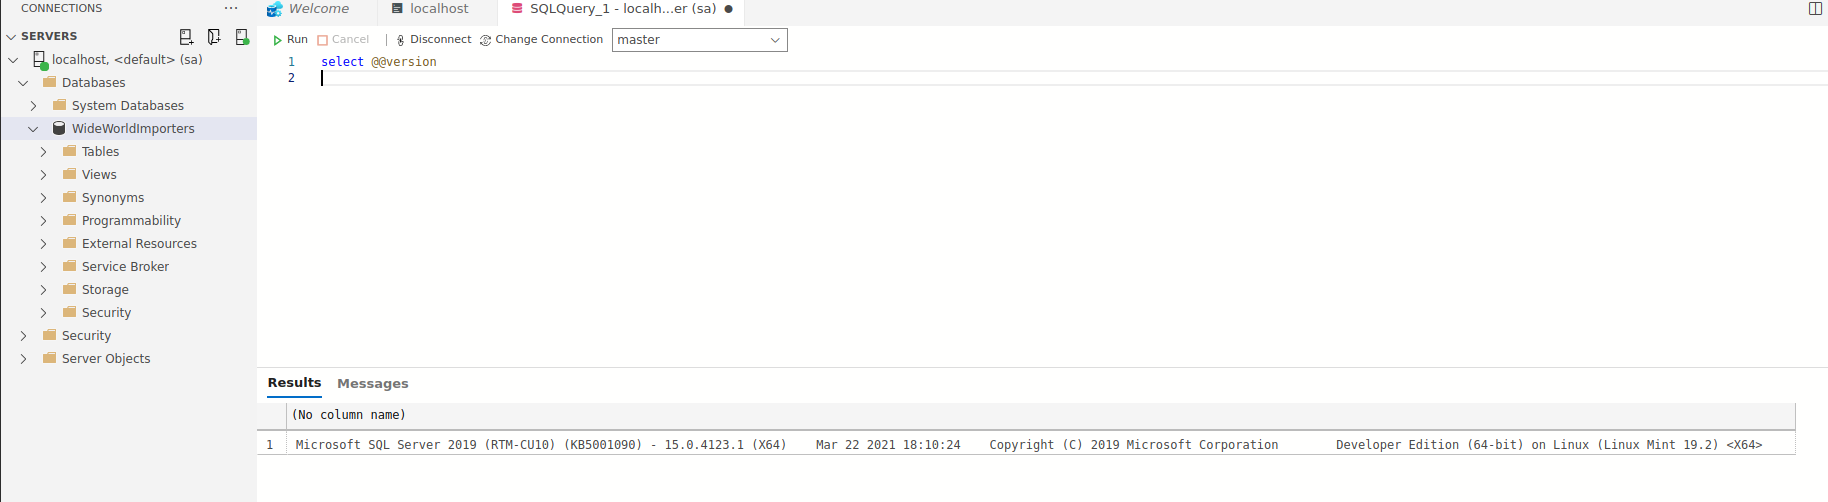 CONNECTIONS ...
SERVERS
localhost, <default> (sa)
Databases
System Databases
WideWorldImporters
Tables
Views
Synonyms
Programmability
External Resources
Service Broker
Storage
Security
Security
Server Objects
Welcome localhost SQLQuery_1 - localh...er (sa) ●
Run Cancel | Disconnect Change Connection master
1 select @@version
2
Results Messages
(No column name)
1 Microsoft SQL Server 2019 (RTM-CU10) (KB5001090) - 15.0.4123.1 (X64) Mar 22 2021 18:10:24 Copyright (C) 2019 Microsoft Corporation Developer Edition (64-bit) on Linux (Linux Mint 19.2) <X64>